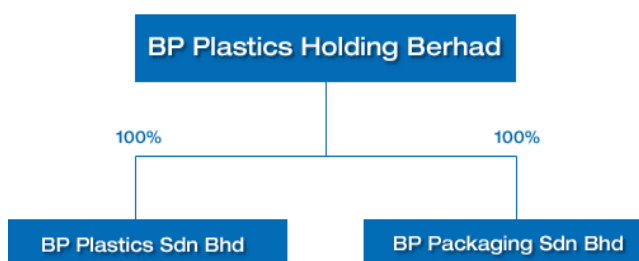 BP Plastics Holding Berhad
100%
100%
BP Plastics Sdn Bhd
BP Packaging Sdn Bhd